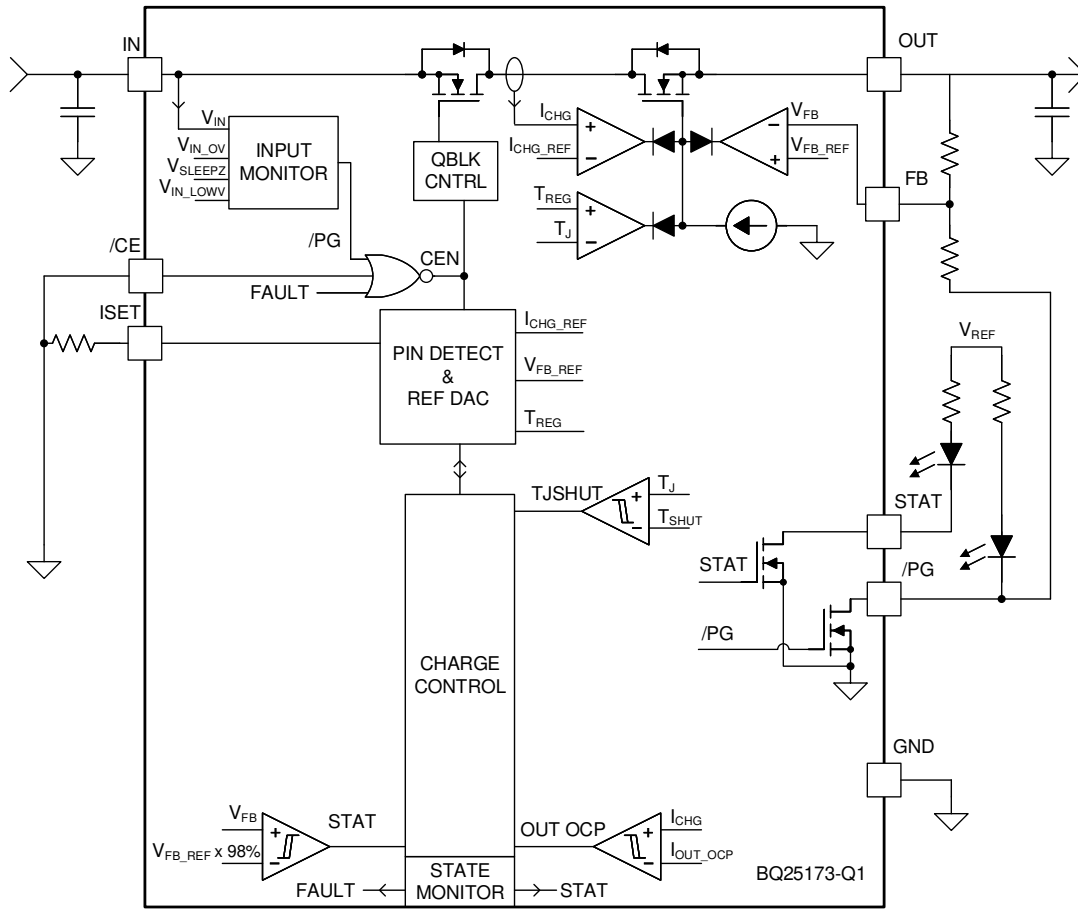 IN
OUT
V_IN
V_IN_OV
V_SLEEPZ
V_IN_LOWV
INPUT
MONITOR
QBLK
CNTRL
I_CHG
+
I_CHG_REF
−
V_FB
−
V_FB_REF
+
FB
T_REG
+
T_J
−
/PG
/CE
CEN
FAULT
ISET
PIN DETECT
&
REF DAC
I_CHG_REF
V_FB_REF
T_REG
V_REF
TJSHUT
+
T_J
−
T_SHUT
STAT
STAT
/PG
/PG
CHARGE
CONTROL
GND
V_FB
+
V_FB_REF x 98%
−
STAT
OUT OCP
+
I_CHG
−
I_OUT_OCP
STATE
MONITOR
FAULT
STAT
BQ25173-Q1